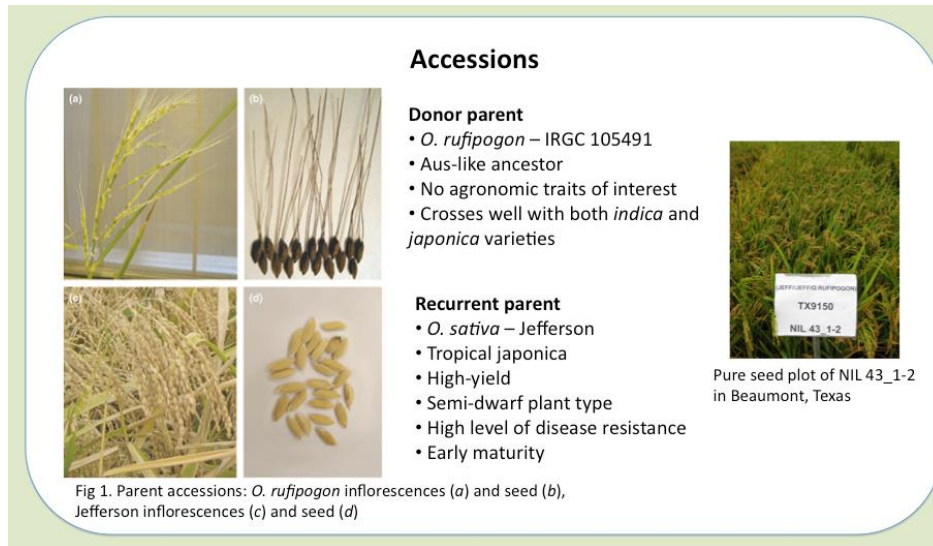 Accessions
(a)
(b)
(c)
(d)
Donor parent
• O. rufipogon – IRGC 105491
• Aus-like ancestor
• No agronomic traits of interest
• Crosses well with both indica and
japonica varieties
Recurrent parent
• O. sativa – Jefferson
• Tropical japonica
• High-yield
• Semi-dwarf plant type
• High level of disease resistance
• Early maturity
(JEFF/JEFF/O.RUFIPOGON)
TX9150
NIL 43_1-2
Pure seed plot of NIL 43_1-2
in Beaumont, Texas
Fig 1. Parent accessions: O. rufipogon inflorescences (a) and seed (b),
Jefferson inflorescences (c) and seed (d)